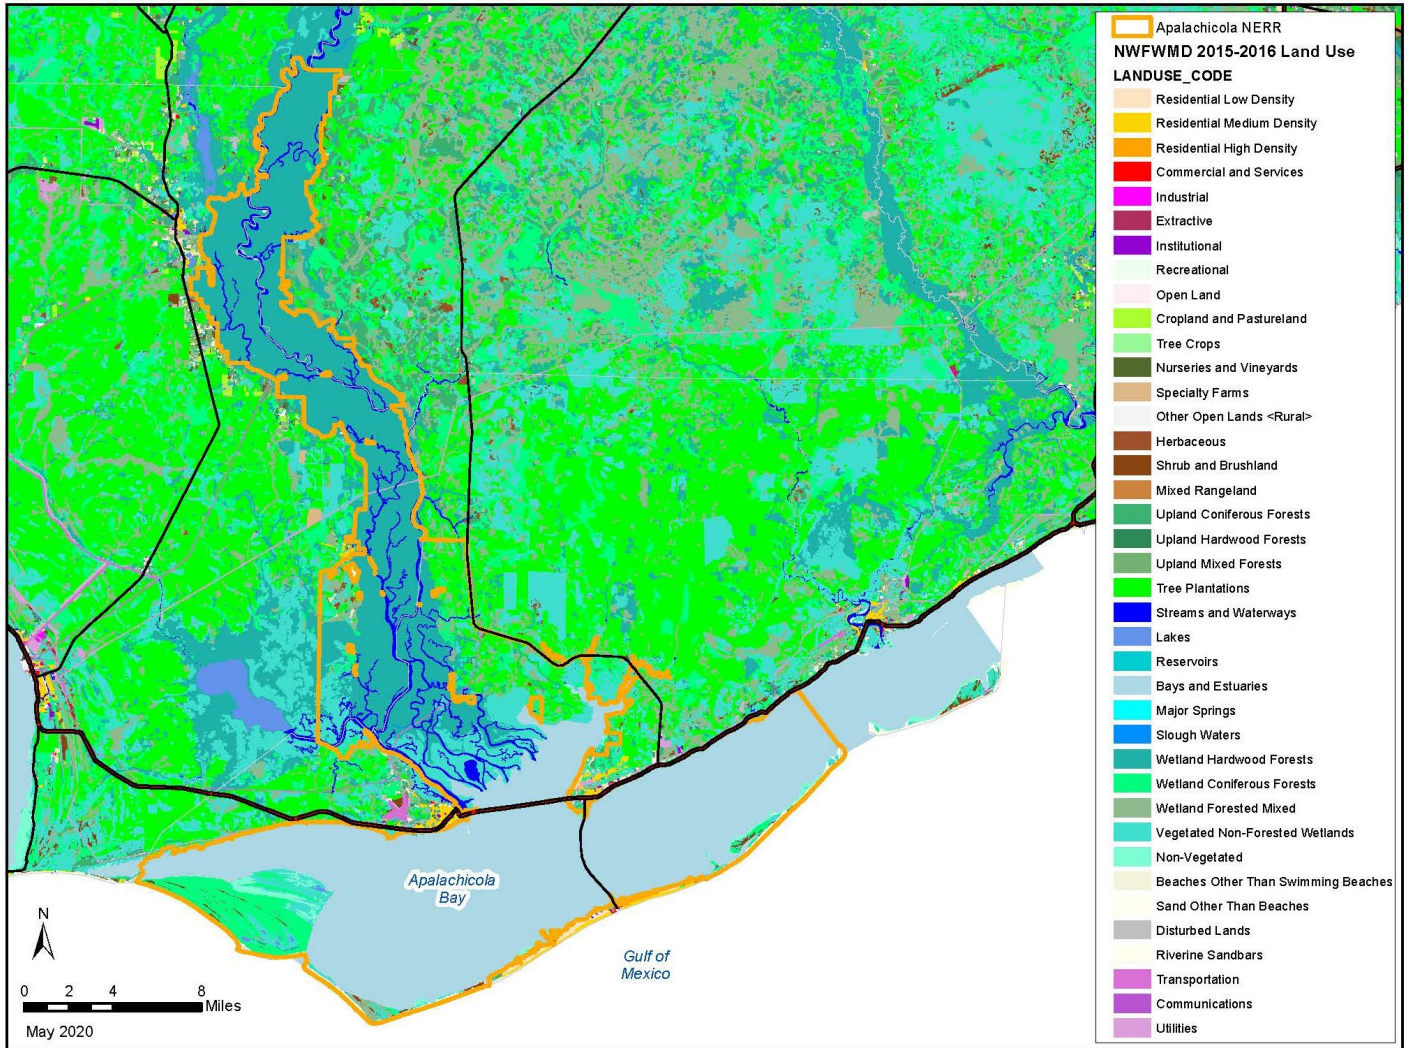 Apalachicola NERR
NWFWMD 2015-2016 Land Use
LANDUSE_CODE
Residential Low Density
Residential Medium Density
Residential High Density
Commercial and Services
Industrial
Extractive
Institutional
Recreational
Open Land
Cropland and Pastureland
Tree Crops
Nurseries and Vineyards
Specialty Farms
Other Open Lands <Rural>
Herbaceous
Shrub and Brushland
Mixed Rangeland
Upland Coniferous Forests
Upland Hardwood Forests
Upland Mixed Forests
Tree Plantations
Streams and Waterways
Lakes
Reservoirs
Bays and Estuaries
Major Springs
Slough Waters
Wetland Hardwood Forests
Wetland Coniferous Forests
Wetland Forested Mixed
Vegetated Non-Forested Wetlands
Non-Vegetated
Beaches Other Than Swimming Beaches
Sand Other Than Beaches
Disturbed Lands
Riverine Sandbars
Transportation
Communications
Utilities
Apalachicola
Bay
Gulf of
Mexico
N
0 2 4 8
Miles
May 2020